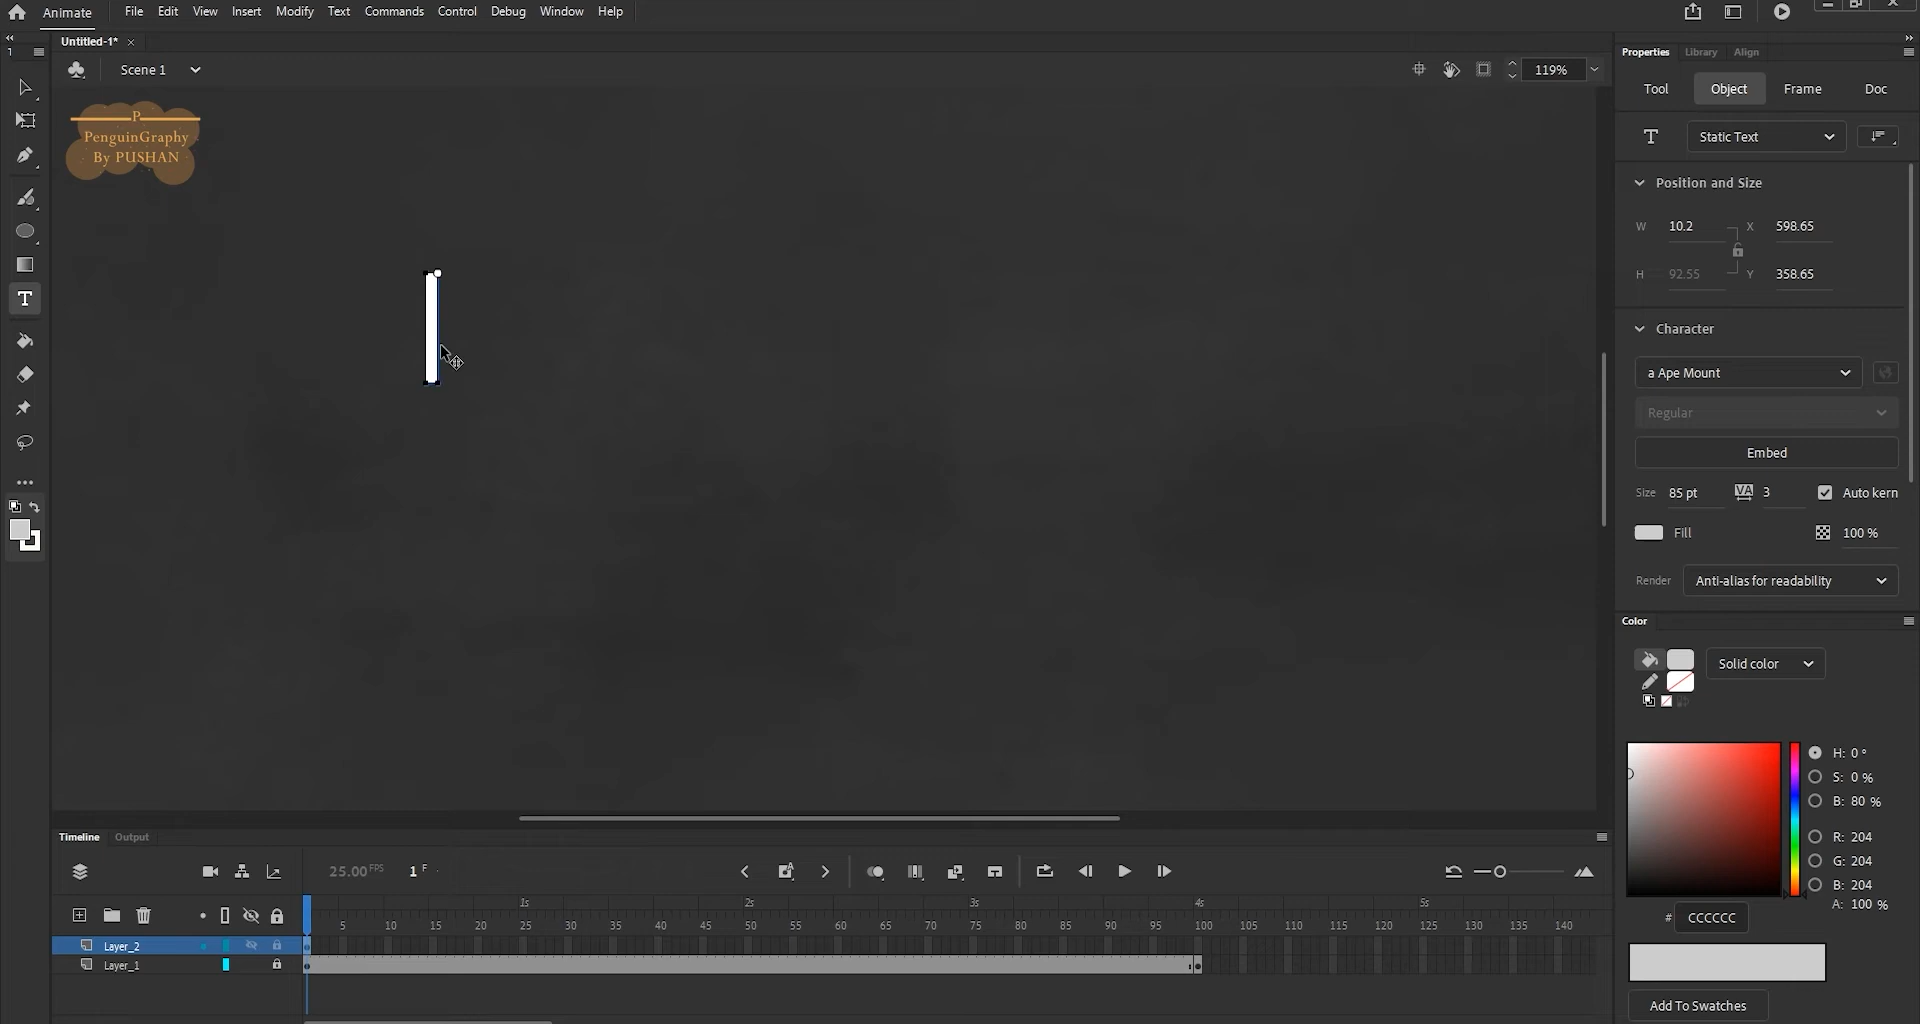 Animate
File Edit View Insert Modify Text Commands Control Debug Window Help
1
Untitled-1* ×
Scene 1
119%
P
PenguinGraphy
By PUSHAN
T
Properties Library Align
Tool Object Frame Doc
T Static Text
Position and Size
W 10.2 X 598.65
H 92.55 Y 358.65
Character
a Ape Mount
Regular
Embed
Size 85 pt VA 3 Auto kern
Fill 100 %
Render Anti-alias for readability
Color
Solid color
H: 0 °
S: 0 %
B: 80 %
R: 204
G: 204
B: 204
A: 100 %
# CCCCCC
Add To Swatches
Timeline Output
25.00 FPS 1 F
1s 2s 3s 4s 5s
5 10 15 20 25 30 35 40 45 50 55 60 65 70 75 80 85 90 95 100 105 110 115 120 125 130 135 140
Layer_2
Layer_1